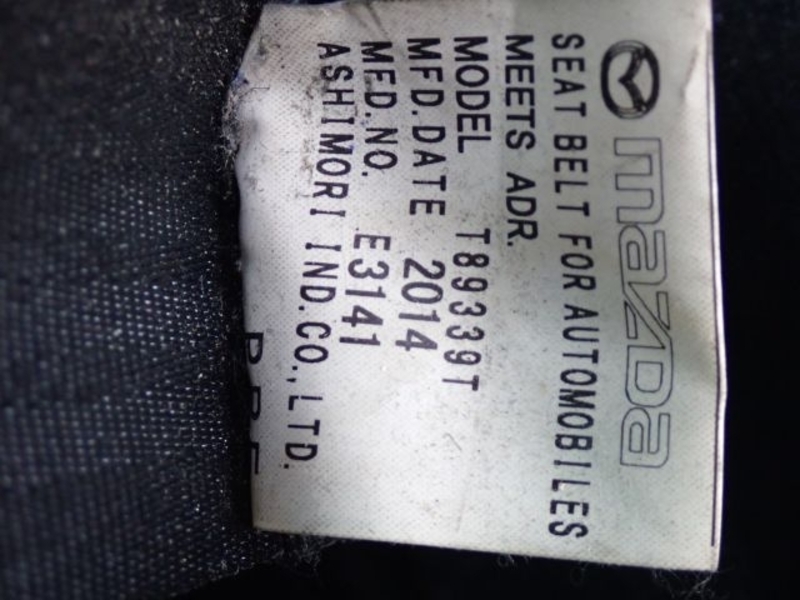 mazda
SEAT BELT FOR AUTOMOBILES
MEETS ADR.
MODEL T89339T
MFD.DATE 2014
MFD.NO. E3141
ASHIMORI IND.CO.,LTD.